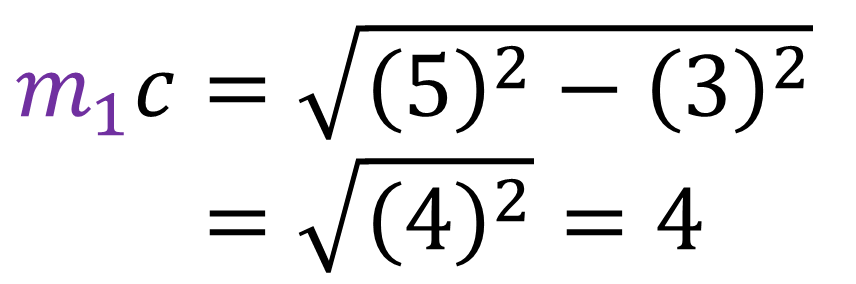 m₁c = √((5)² − (3)²)
= √((4)²) = 4